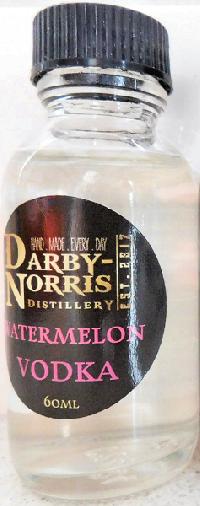 HAND.MADE.EVERY.DAY
DARBY-
NORRIS
DISTILLERY
EST.2017
WATERMELON
VODKA
60ML